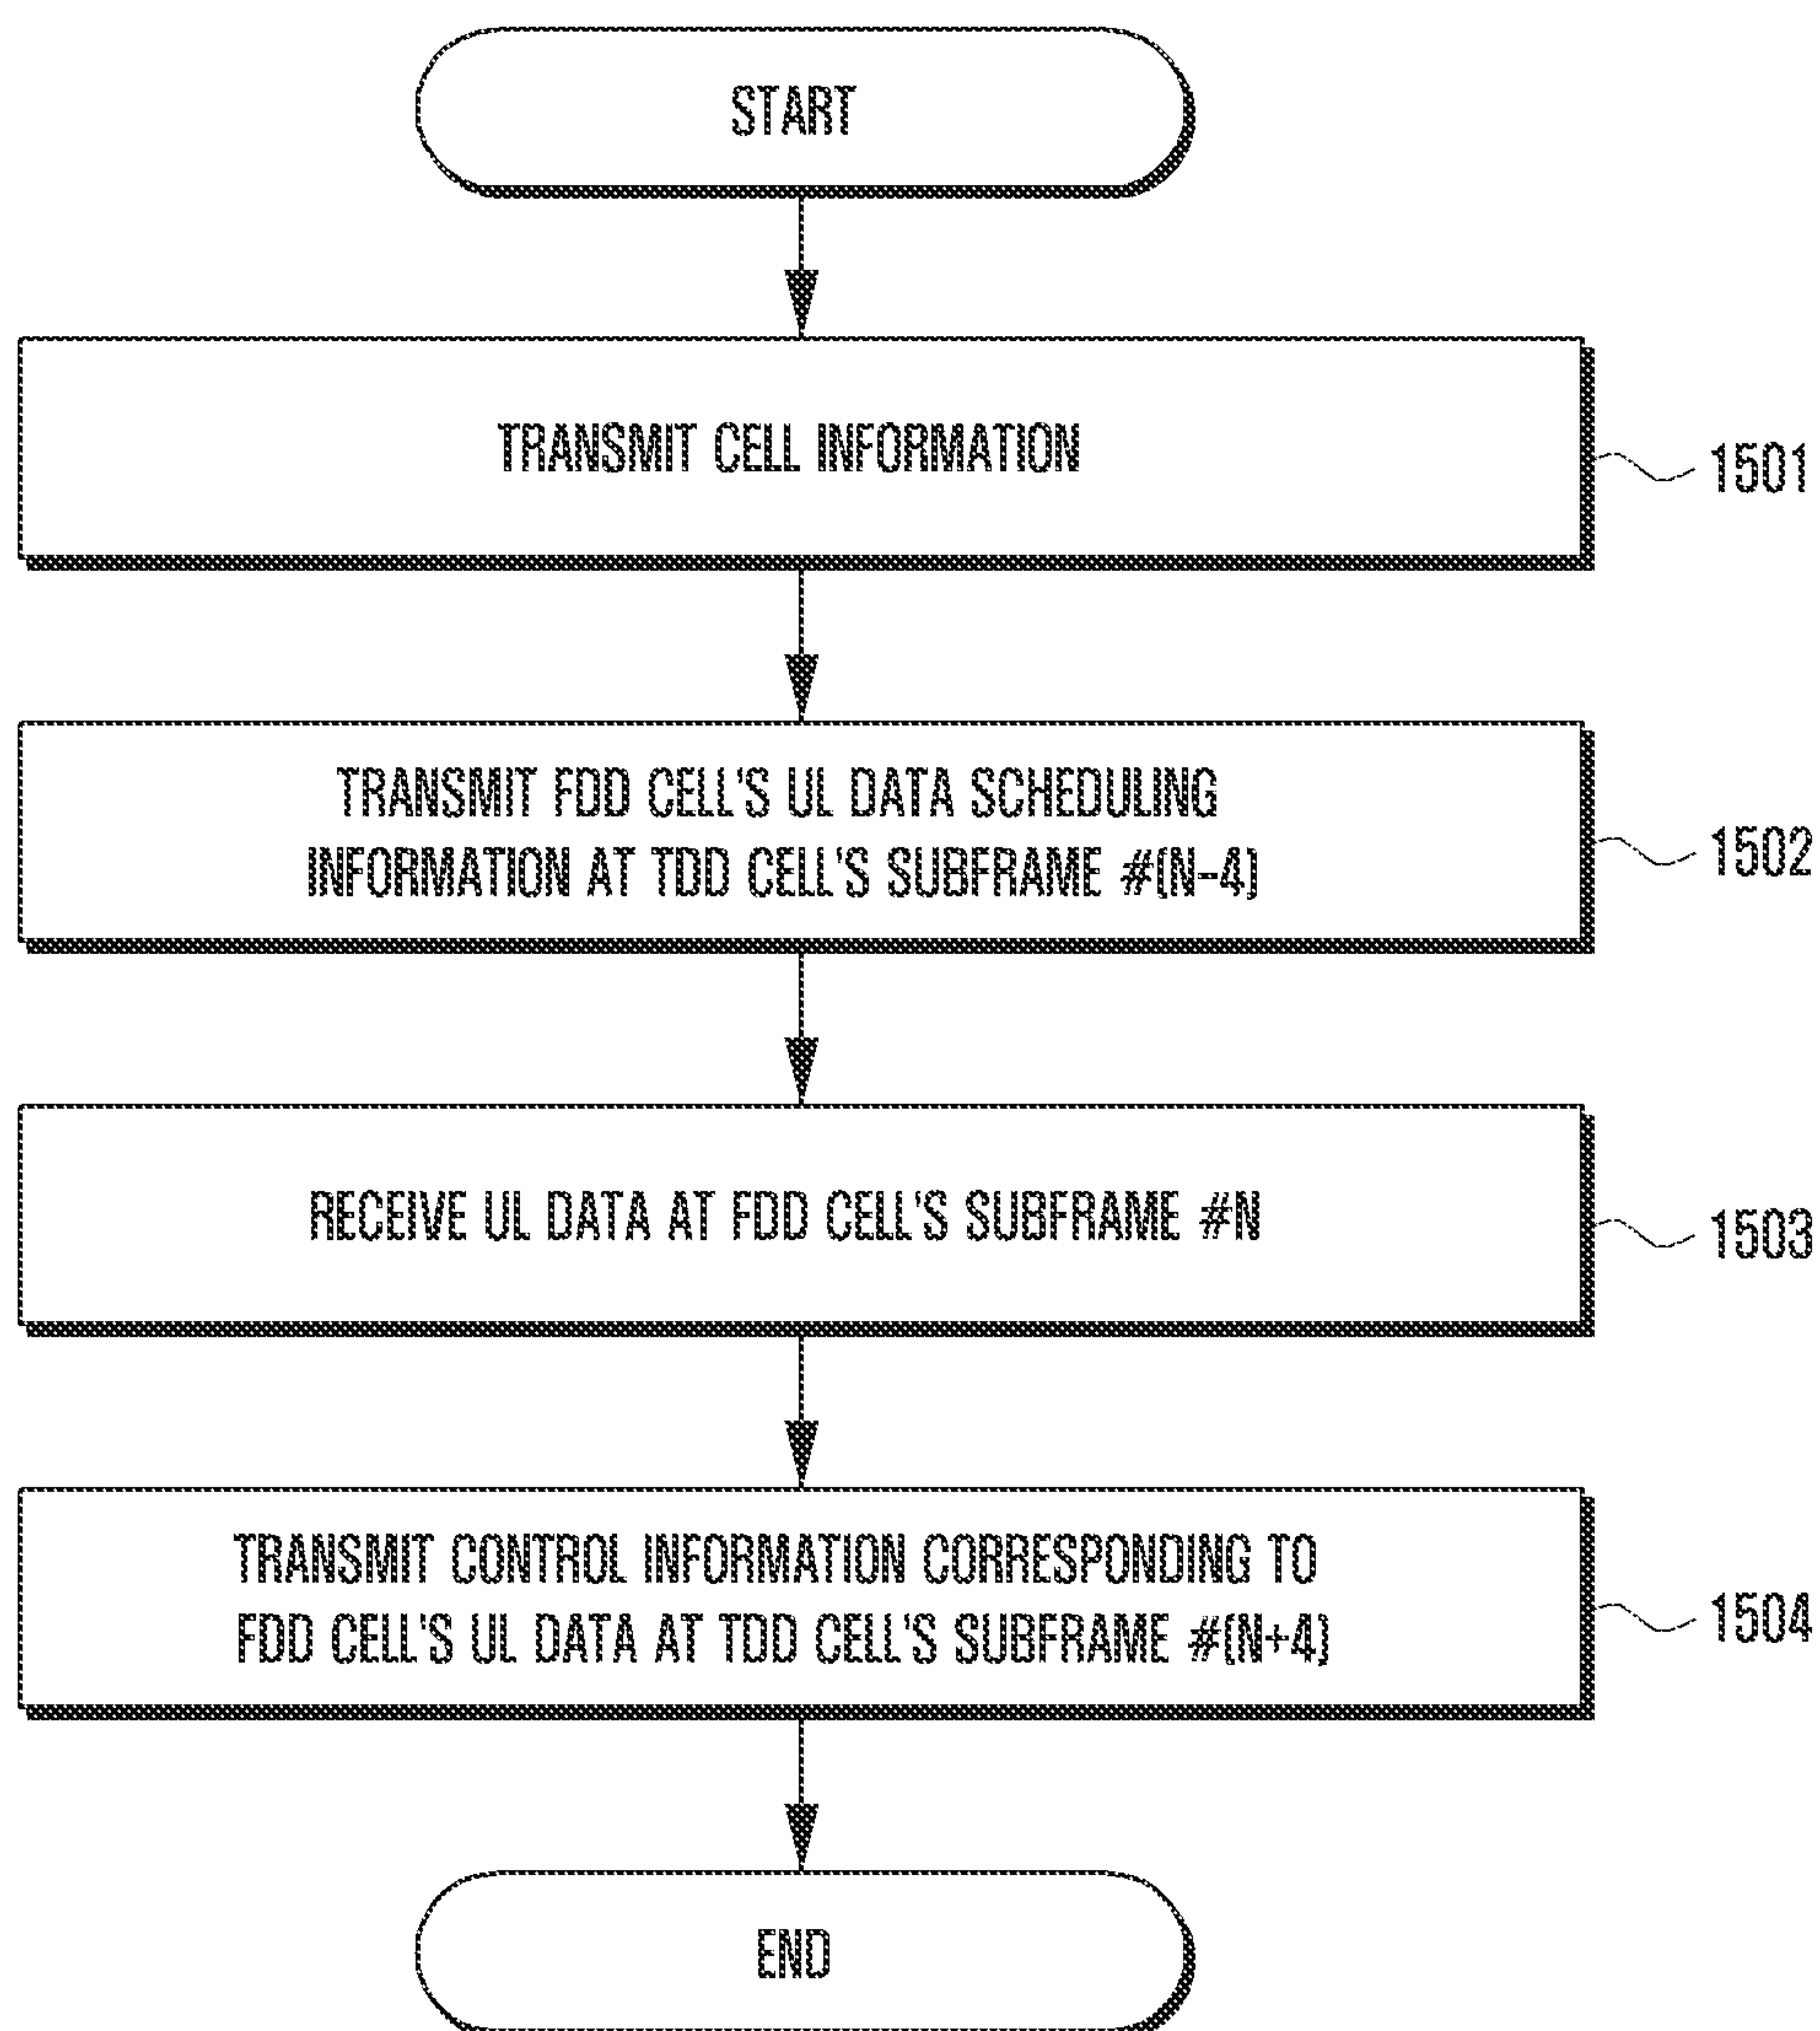 START
TRANSMIT CELL INFORMATION
1501
TRANSMIT FDD CELL'S UL DATA SCHEDULING
INFORMATION AT TDD CELL'S SUBFRAME #(N-4)
1502
RECEIVE UL DATA AT FDD CELL'S SUBFRAME #N
1503
TRANSMIT CONTROL INFORMATION CORRESPONDING TO
FDD CELL'S UL DATA AT TDD CELL'S SUBFRAME #(N+4)
1504
END